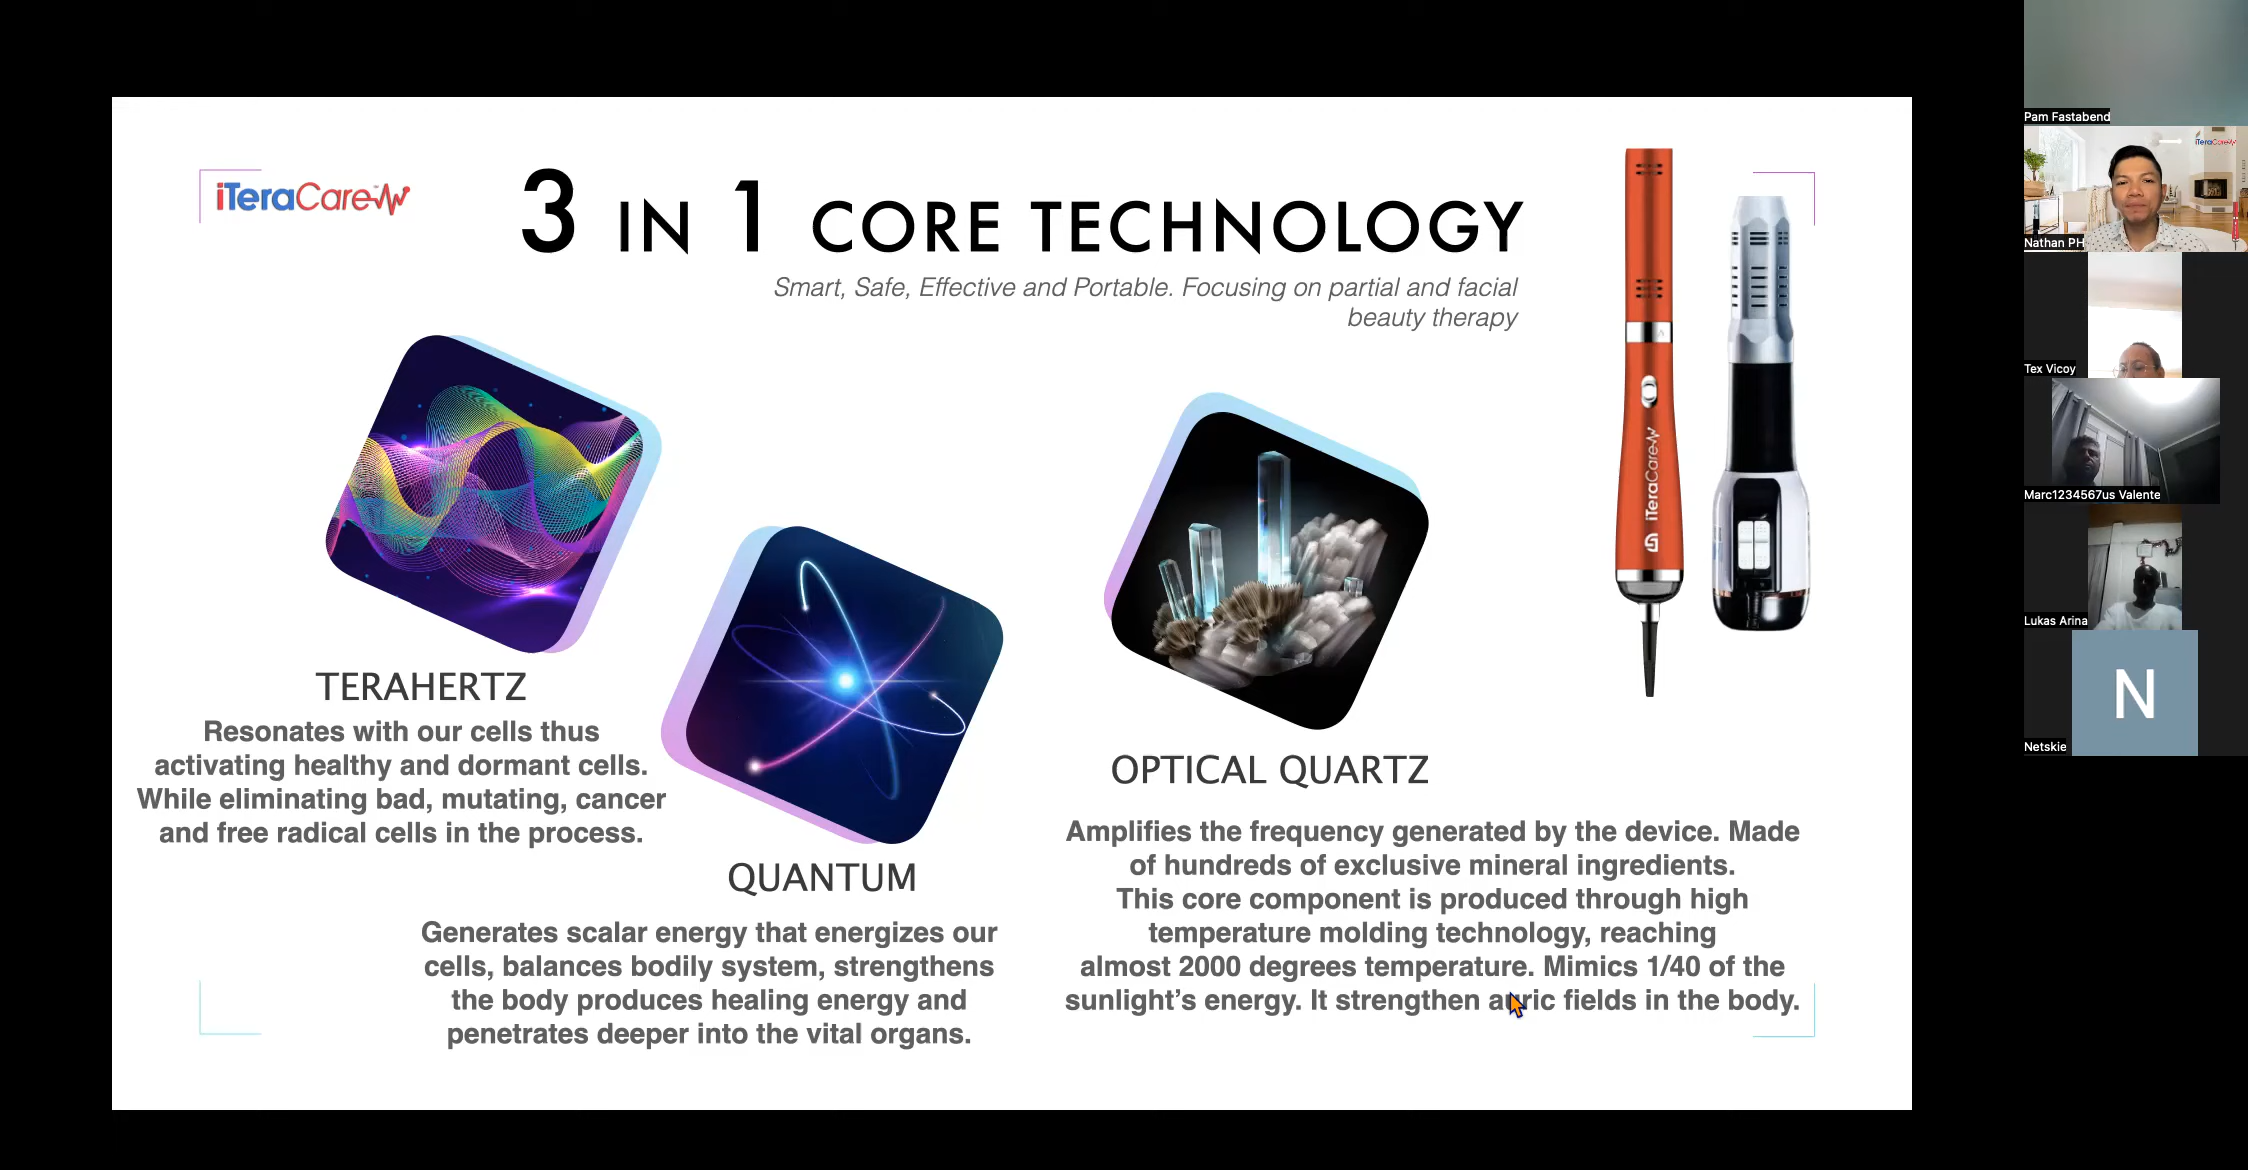 iTeraCare
3 IN 1 CORE TECHNOLOGY
Smart, Safe, Effective and Portable. Focusing on partial and facial
beauty therapy
TERAHERTZ
Resonates with our cells thus
activating healthy and dormant cells.
While eliminating bad, mutating, cancer
and free radical cells in the process.
QUANTUM
Generates scalar energy that energizes our
cells, balances bodily system, strengthens
the body produces healing energy and
penetrates deeper into the vital organs.
OPTICAL QUARTZ
Amplifies the frequency generated by the device. Made
of hundreds of exclusive mineral ingredients.
This core component is produced through high
temperature molding technology, reaching
almost 2000 degrees temperature. Mimics 1/40 of the
sunlight's energy. It strengthen auric fields in the body.
iTeraCare
Pam Fastabend
iTeraCare
Nathan PH
Tex Vicoy
Marc1234567us Valente
Lukas Arina
N
Netskie